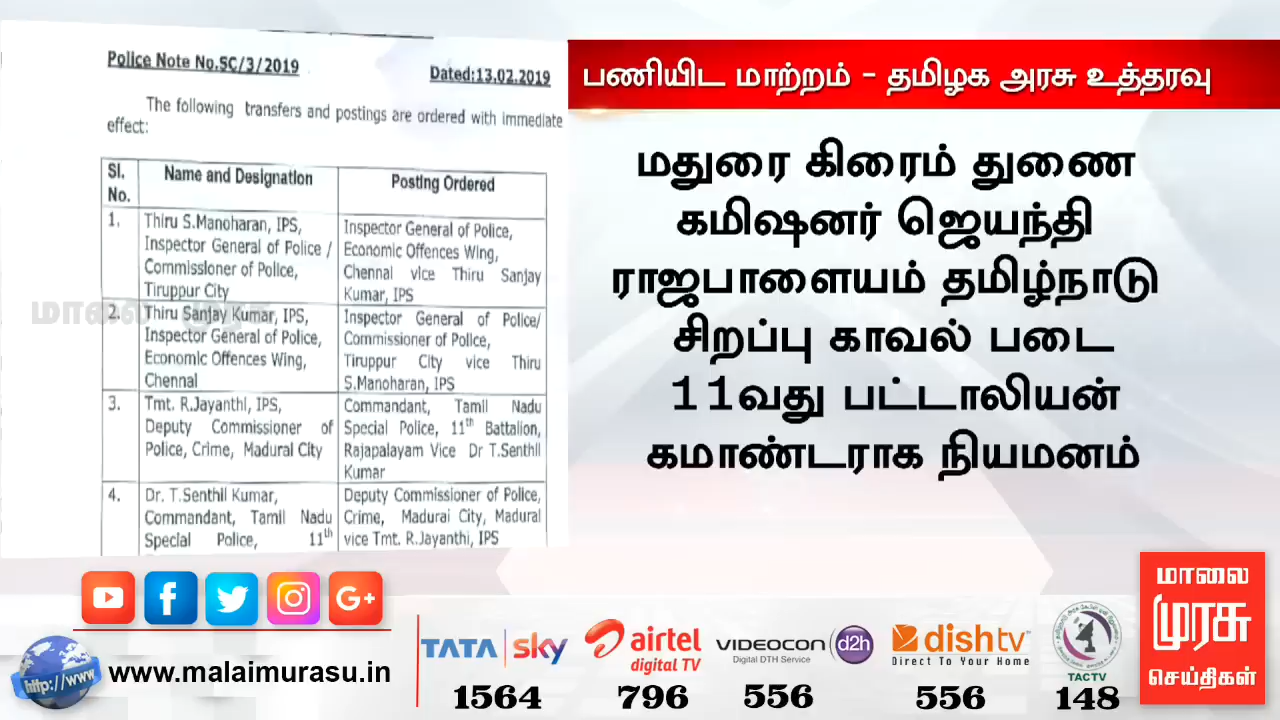 Police Note No.SC/3/2019
Dated:13.02.2019
The following transfers and postings are ordered with immediate
effect:
Sl. No.
Name and Designation
Posting Ordered
1.
Thiru S.Manoharan, IPS,
Inspector General of Police /
Commissioner of Police,
Tiruppur City
Inspector General of Police,
Economic Offences Wing,
Chennai vice Thiru Sanjay
Kumar, IPS
2.
Thiru Sanjay Kumar, IPS,
Inspector General of Police,
Economic Offences Wing,
Chennai
Inspector General of Police/
Commissioner of Police,
Tiruppur City vice Thiru
S.Manoharan, IPS
3.
Tmt. R.Jayanthi, IPS,
Deputy Commissioner of
Police, Crime, Madurai City
Commandant, Tamil Nadu
Special Police, 11th Battalion,
Rajapalayam Vice Dr T.Senthil
Kumar
4.
Dr. T.Senthil Kumar,
Commandant, Tamil Nadu
Special Police, 11th
Deputy Commissioner of Police,
Crime, Madurai City, Madurai
vice Tmt. R.Jayanthi, IPS
மாலை முரசு
பணியிட மாற்றம் - தமிழக அரசு உத்தரவு
மதுரை கிரைம் துணை
கமிஷனர் ஜெயந்தி
ராஜபாளையம் தமிழ்நாடு
சிறப்பு காவல் படை
11வது பட்டாலியன்
கமாண்டராக நியமனம்
http://www
www.malaimurasu.in
TATA sky
1564
airtel
digital TV
796
VIDEOCON d2h
Digital DTH Service
556
dishtv
Direct To Your Home
556
TACTV
148
மாலை
முரசு
செய்திகள்